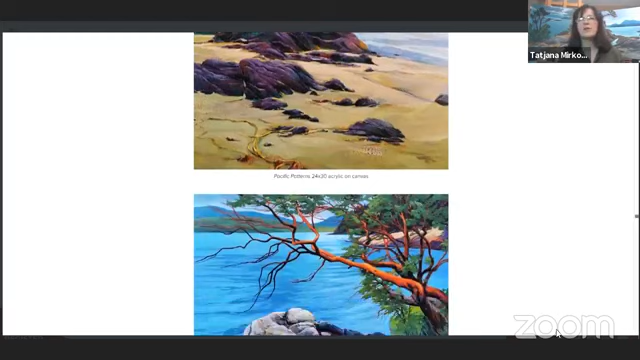 Tatjana Mirko...
Pacific Patterns 24x30 acrylic on canvas
zoom